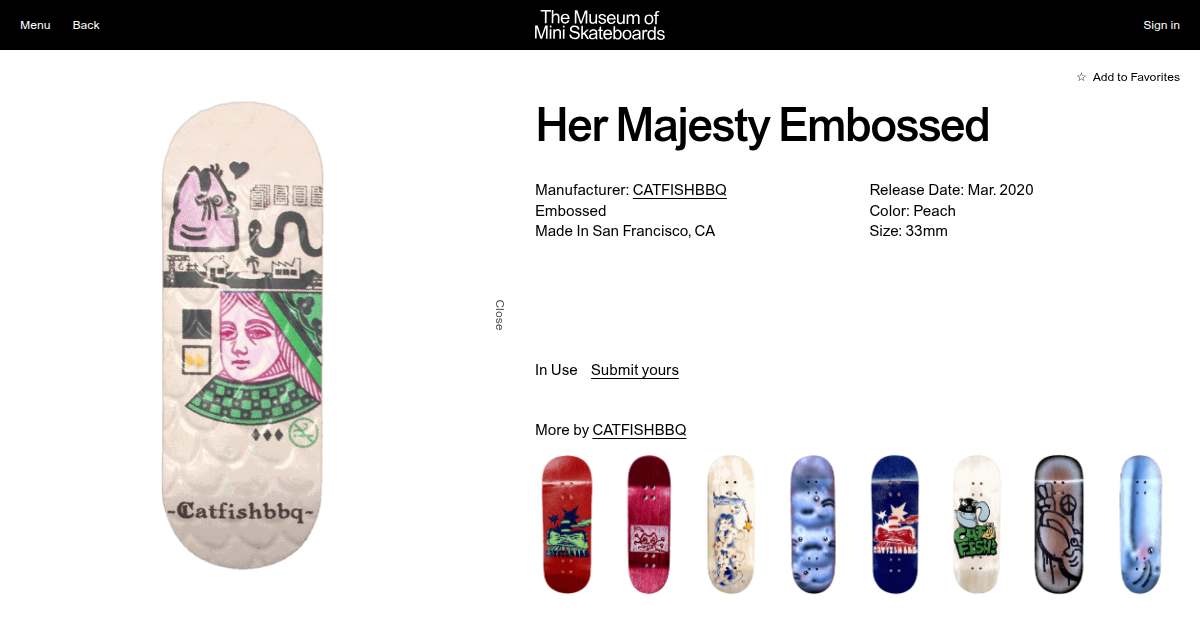 Menu
Back
The Museum of
Mini Skateboards
Sign in
☆ Add to Favorites
Her Majesty Embossed
Manufacturer: CATFISHBBQ
Embossed
Made In San Francisco, CA
Release Date: Mar. 2020
Color: Peach
Size: 33mm
Close
-Catfishbbq-
In Use
Submit yours
More by CATFISHBBQ